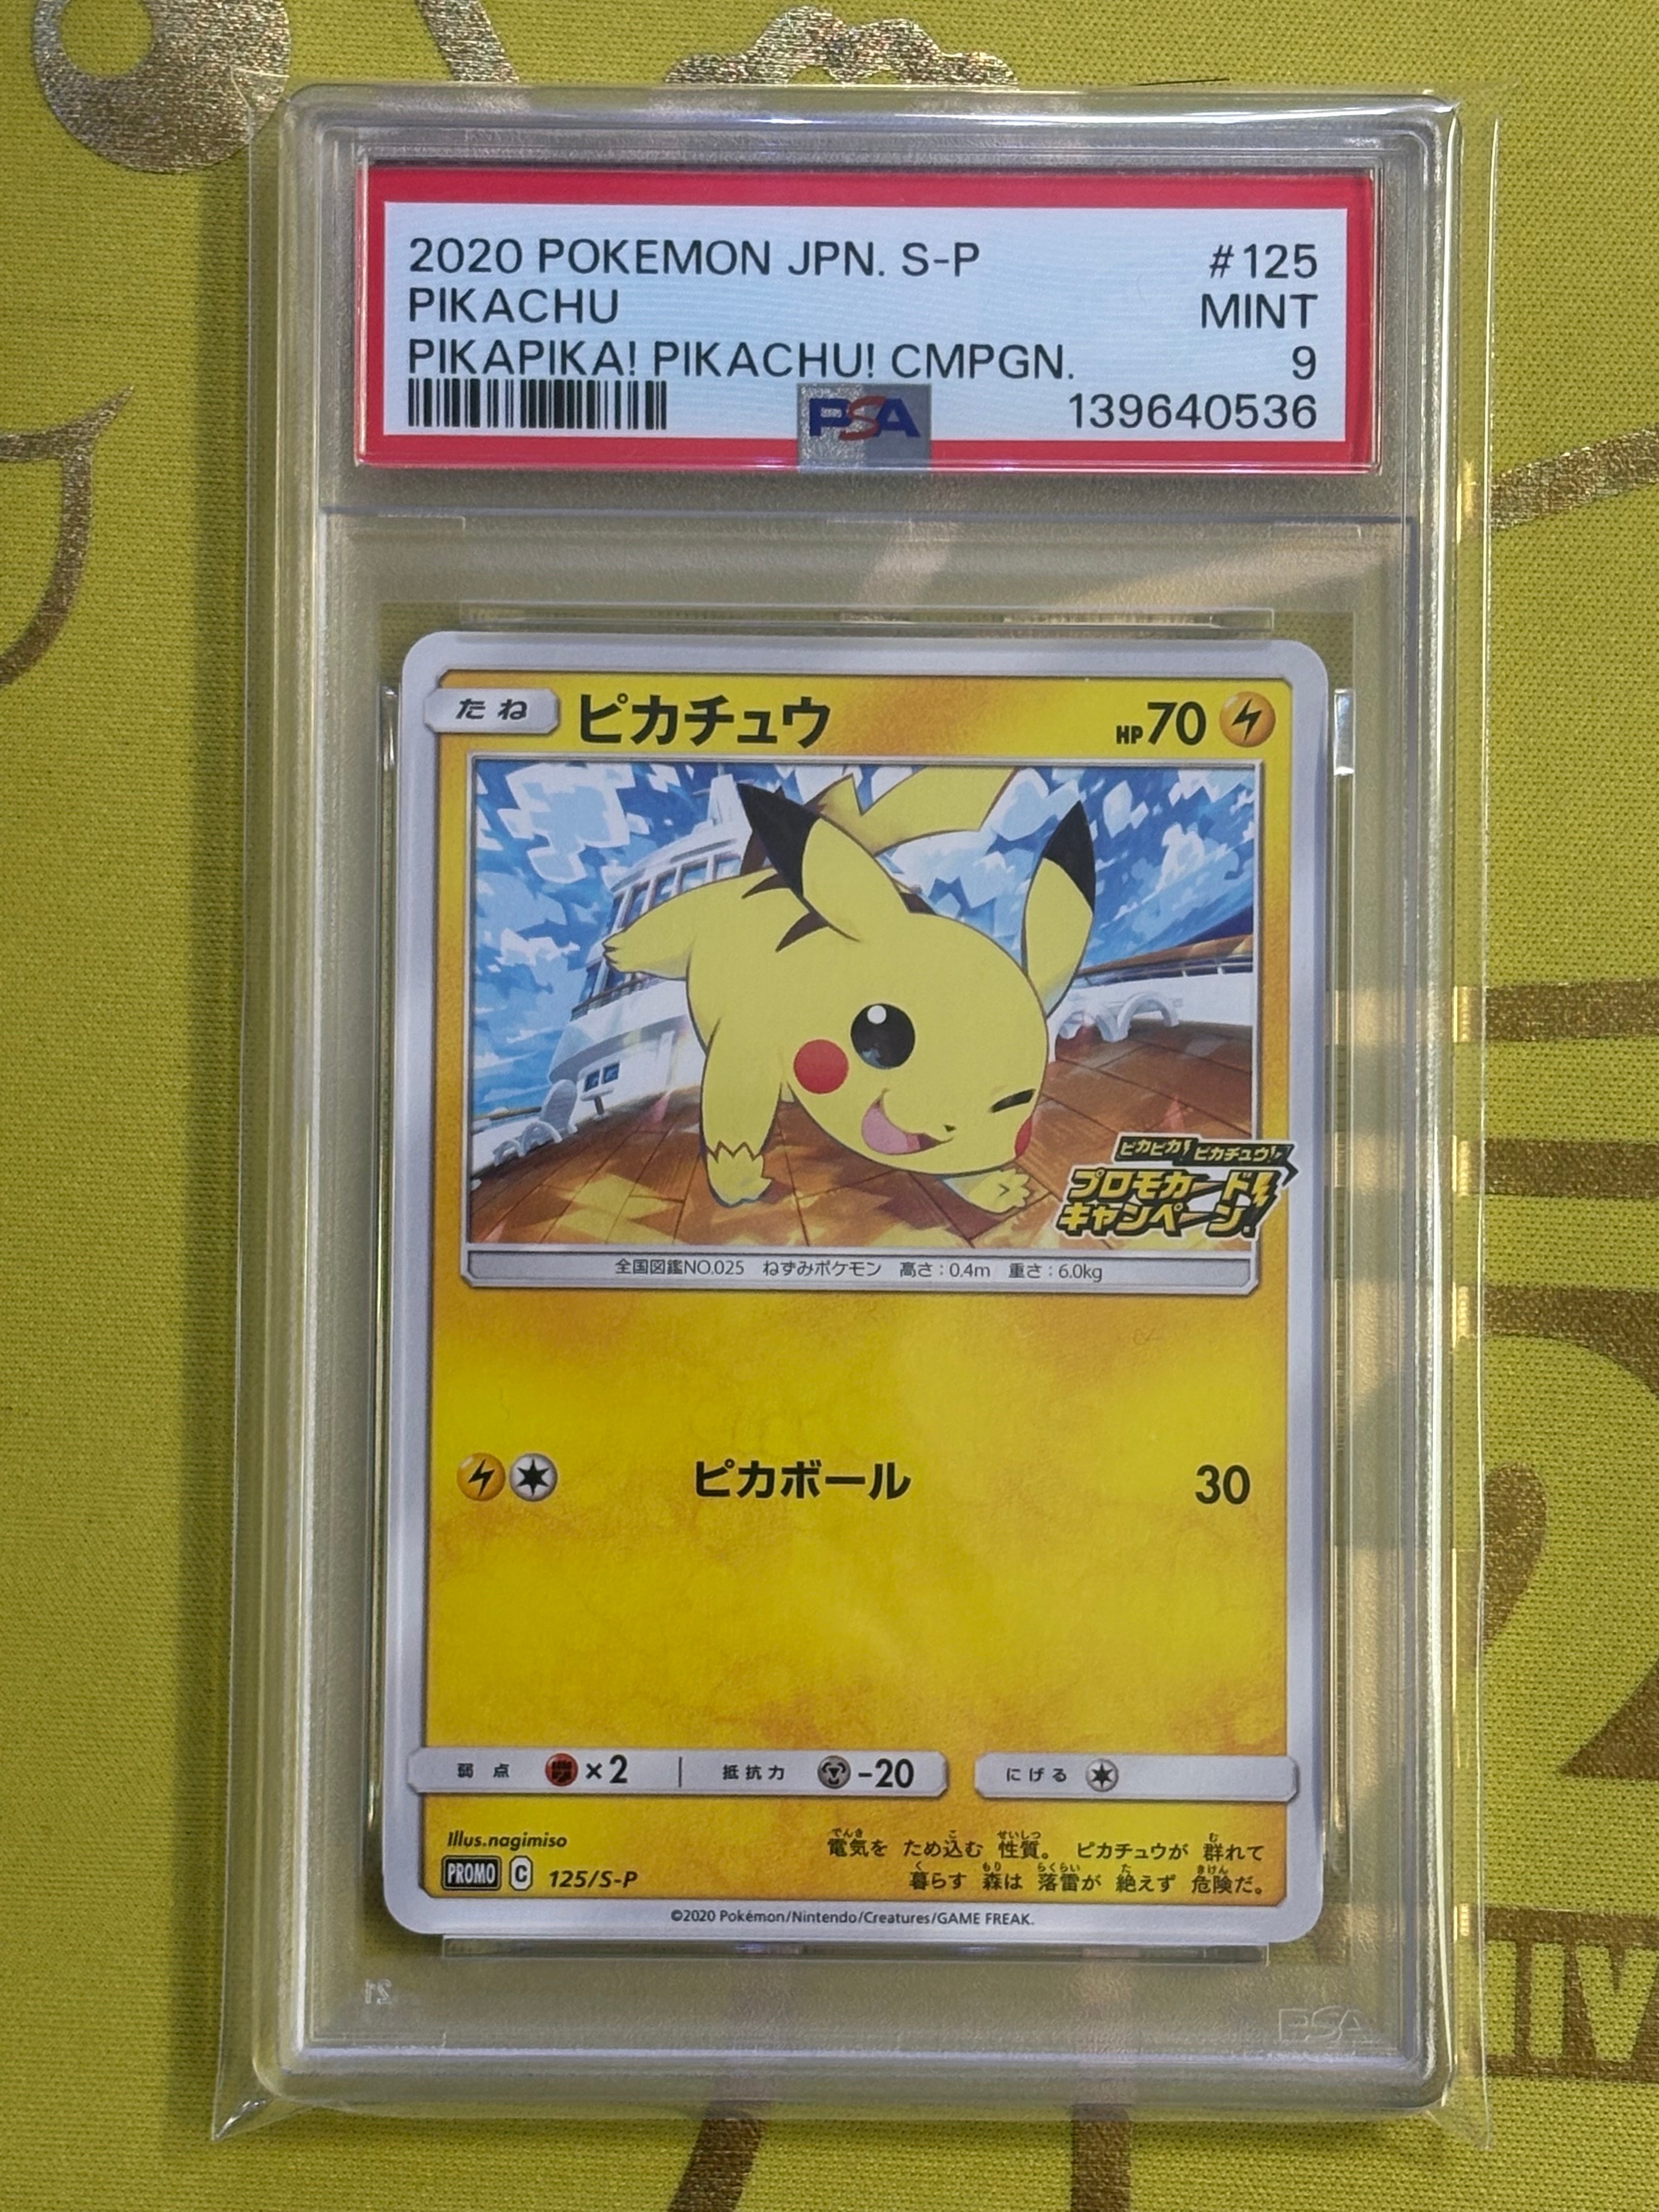 2020 POKEMON JPN. S-P #125
PIKACHU MINT
PIKAPIKA! PIKACHU! CMPGN. 9
PSA 139640536
たね ピカチュウ HP 70
ピカピカ!ピカチュウ!
プロモカード
キャンペーン!
全国図鑑NO.025 ねずみポケモン 高さ:0.4m 重さ:6.0kg
ピカボール 30
弱点 ×2 抵抗力 -20 にげる
Illus.nagimiso
電気を ため込む 性質。 ピカチュウが 群れて
暮らす 森は 落雷が 絶えず 危険だ。
PROMO C 125/S-P
©2020 Pokémon/Nintendo/Creatures/GAME FREAK.
21
PSA